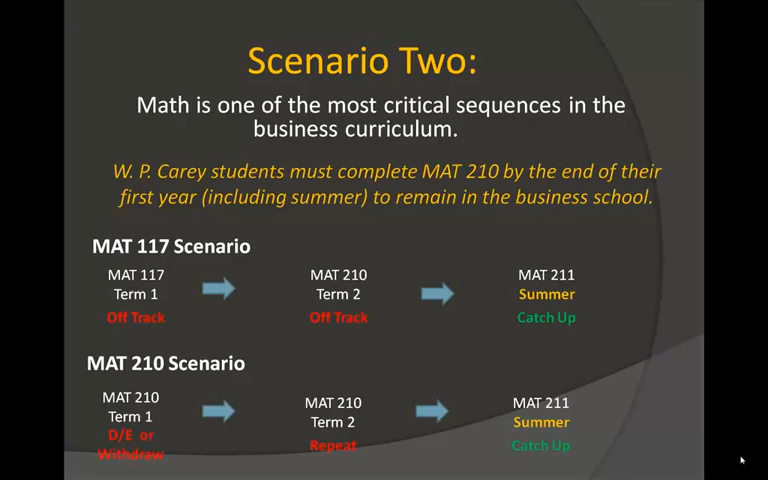 Scenario Two:
Math is one of the most critical sequences in the
business curriculum.
W. P. Carey students must complete MAT 210 by the end of their
first year (including summer) to remain in the business school.
MAT 117 Scenario
MAT 117
Term 1
Off Track
MAT 210
Term 2
Off Track
MAT 211
Summer
Catch Up
MAT 210 Scenario
MAT 210
Term 1
D/E or
Withdraw
MAT 210
Term 2
Repeat
MAT 211
Summer
Catch Up